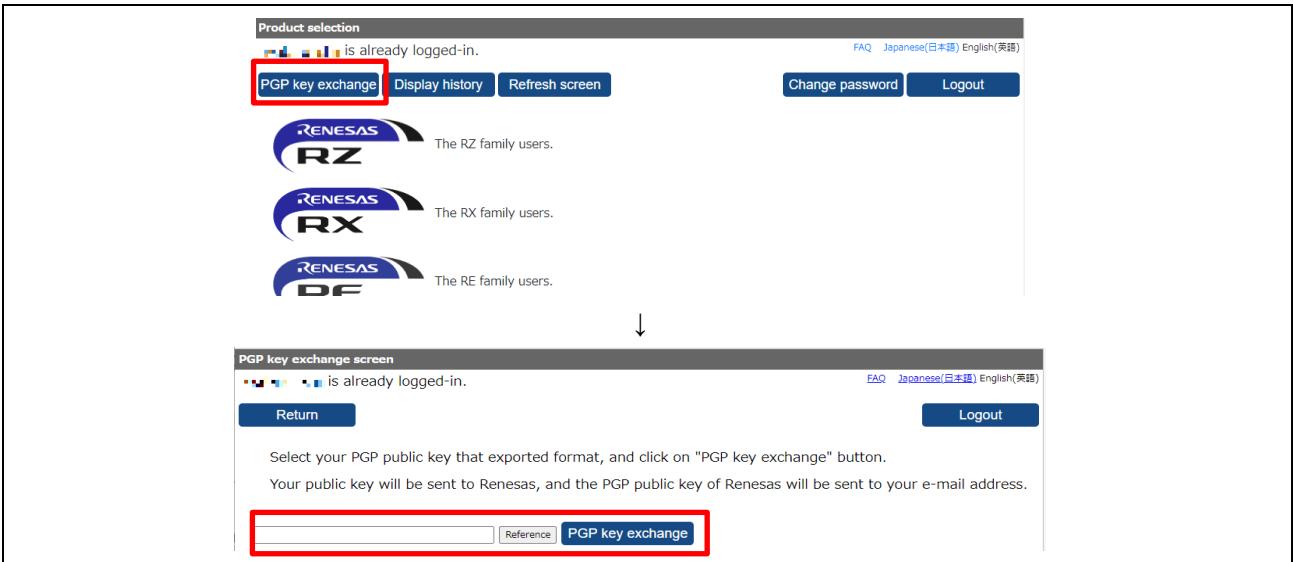 Product selection
is already logged-in.
FAQ Japanese(日本語) English(英語)
PGP key exchange Display history Refresh screen Change password Logout
RENESAS
RZ
The RZ family users.
RENESAS
RX
The RX family users.
RENESAS
RE
The RE family users.
↓
PGP key exchange screen
is already logged-in.
FAQ Japanese(日本語) English(英語)
Return Logout
Select your PGP public key that exported format, and click on "PGP key exchange" button.
Your public key will be sent to Renesas, and the PGP public key of Renesas will be sent to your e-mail address.
Reference PGP key exchange